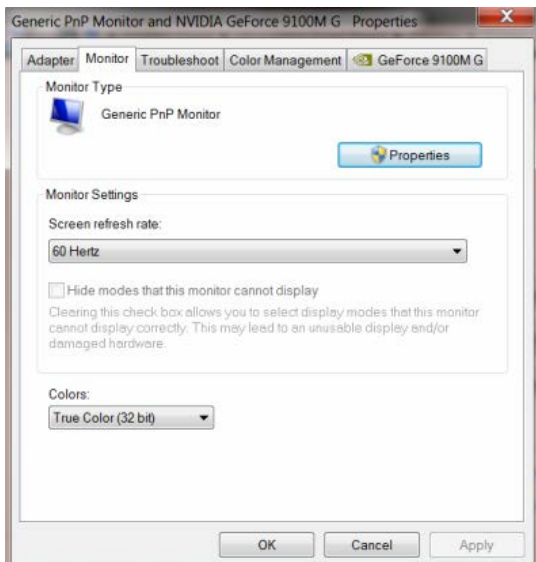 Generic PnP Monitor and NVIDIA GeForce 9100M G Properties
Adapter Monitor Troubleshoot Color Management GeForce 9100M G
Monitor Type
Generic PnP Monitor
Properties
Monitor Settings
Screen refresh rate:
60 Hertz
Hide modes that this monitor cannot display
Clearing this check box allows you to select display modes that this monitor
cannot display correctly. This may lead to an unusable display and/or
damaged hardware.
Colors:
True Color (32 bit)
OK Cancel Apply